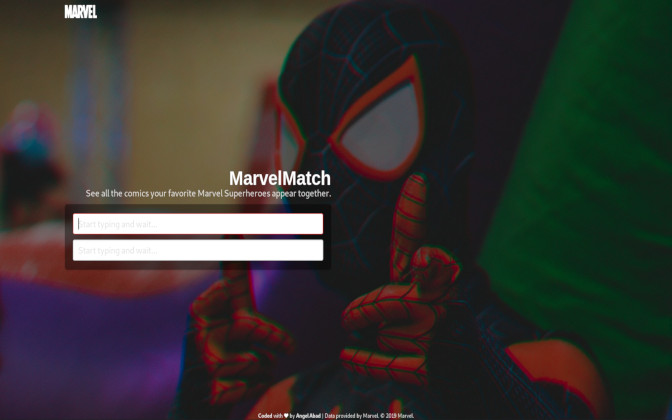 MARVEL
MarvelMatch
See all the comics your favorite Marvel Superheroes appear together.
Start typing and wait...
Start typing and wait...
Coded with ♥ by Angel Abad | Data provided by Marvel. © 2019 Marvel.